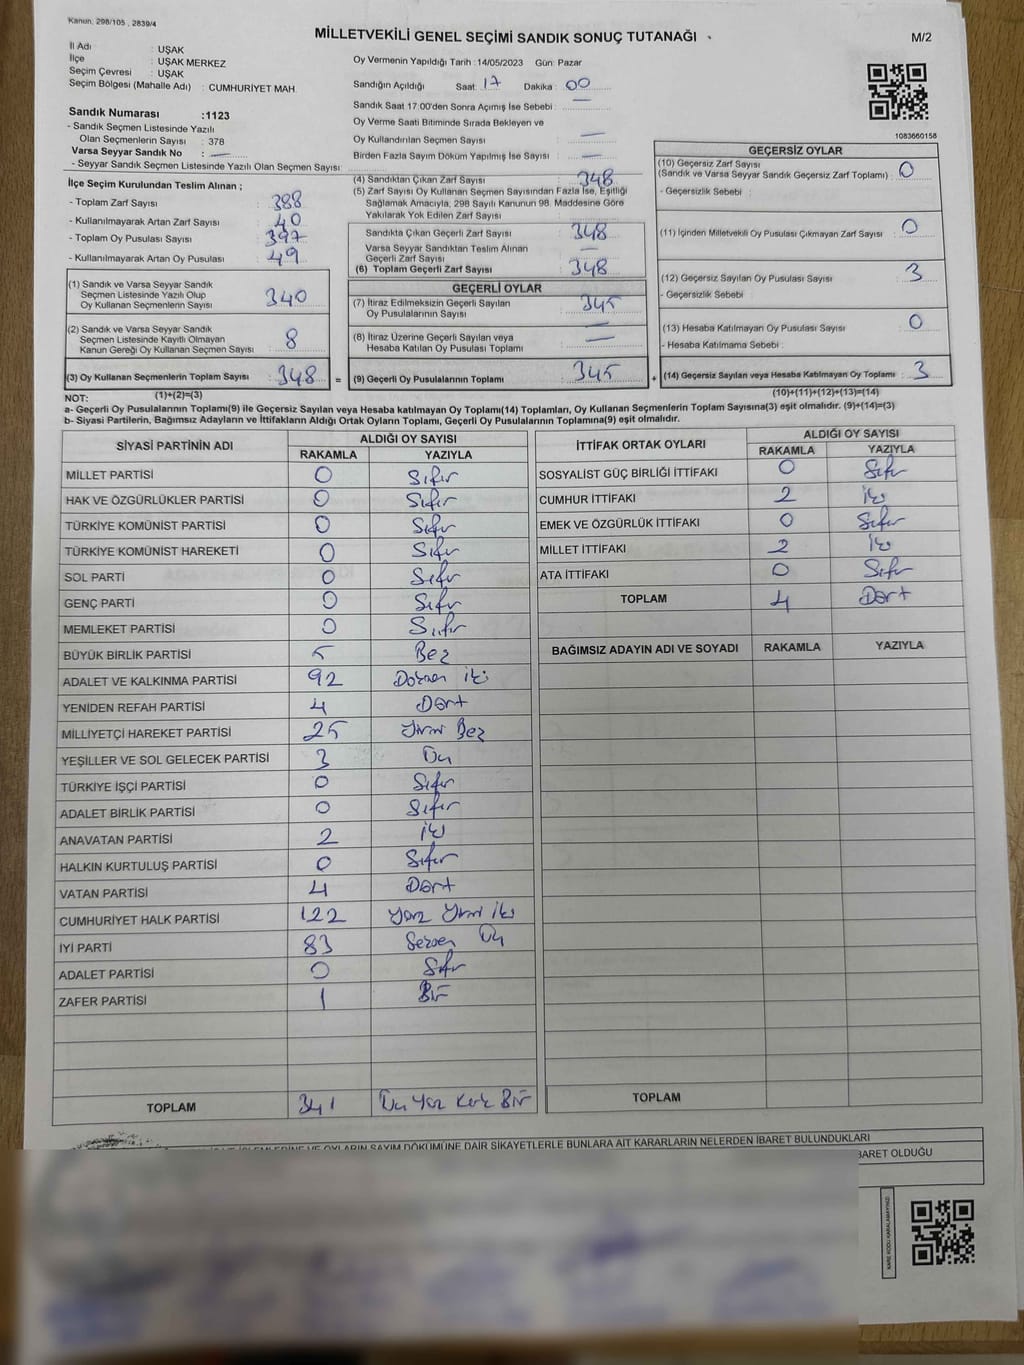 Kanun, 298/105 , 2839/4
MİLLETVEKİLİ GENEL SEÇİMİ SANDIK SONUÇ TUTANAĞI
M/2
İl Adı : UŞAK
İlçe : UŞAK MERKEZ
Seçim Çevresi : UŞAK
Seçim Bölgesi (Mahalle Adı) : CUMHURİYET MAH.
Oy Vermenin Yapıldığı Tarih : 14/05/2023 Gün: Pazar
Sandığın Açıldığı Saat: 17 Dakika : 00
Sandık Saat 17:00'den Sonra Açımış İse Sebebi : —
Oy Verme Saati Bitiminde Sırada Bekleyen ve
Oy Kullandırılan Seçmen Sayısı : —
Birden Fazla Sayım Döküm Yapılmış İse Sayısı : —
1083660158
Sandık Numarası :1123
- Sandık Seçmen Listesinde Yazılı
Olan Seçmenlerin Sayısı : 378
Varsa Seyyar Sandık No : —
- Seyyar Sandık Seçmen Listesinde Yazılı Olan Seçmen Sayısı :
İlçe Seçim Kurulundan Teslim Alınan ;
- Toplam Zarf Sayısı : 388
- Kullanılmayarak Artan Zarf Sayısı : 40
- Toplam Oy Pusulası Sayısı : 397
- Kullanılmayarak Artan Oy Pusulası : 49
(1) Sandık ve Varsa Seyyar Sandık
Seçmen Listesinde Yazılı Olup
Oy Kullanan Seçmenlerin Sayısı : 340
(2) Sandık ve Varsa Seyyar Sandık
Seçmen Listesinde Kayıtlı Olmayan
Kanun Gereği Oy Kullanan Seçmen Sayısı : 8
(3) Oy Kullanan Seçmenlerin Toplam Sayısı : 348 =
(1)+(2)=(3)
(4) Sandıktan Çıkan Zarf Sayısı : 348
(5) Zarf Sayısı Oy Kullanan Seçmen Sayısından Fazla İse, Eşitliği
Sağlamak Amacıyla, 298 Sayılı Kanunun 98. Maddesine Göre
Yakılarak Yok Edilen Zarf Sayısı :
Sandıkta Çıkan Geçerli Zarf Sayısı : 348
Varsa Seyyar Sandıktan Teslim Alınan
Geçerli Zarf Sayısı : —
(6) Toplam Geçerli Zarf Sayısı : 348
GEÇERLİ OYLAR
(7) İtiraz Edilmeksizin Geçerli Sayılan
Oy Pusulalarının Sayısı : 345
—
(8) İtiraz Üzerine Geçerli Sayılan veya
Hesaba Katılan Oy Pusulası Toplamı : —
(9) Geçerli Oy Pusulalarının Toplamı : 345 +
GEÇERSİZ OYLAR
(10) Geçersiz Zarf Sayısı
(Sandık ve Varsa Seyyar Sandık Geçersiz Zarf Toplamı) : 0
- Geçersizlik Sebebi :
(11) İçinden Milletvekili Oy Pusulası Çıkmayan Zarf Sayısı : 0
(12) Geçersiz Sayılan Oy Pusulası Sayısı : 3
- Geçersizlik Sebebi :
(13) Hesaba Katılmayan Oy Pusulası Sayısı : 0
- Hesaba Katılmama Sebebi :
(14) Geçersiz Sayılan veya Hesaba Katılmayan Oy Toplamı : 3
(10)+(11)+(12)+(13)=(14)
NOT:
a- Geçerli Oy Pusulalarının Toplamı(9) ile Geçersiz Sayılan veya Hesaba katılmayan Oy Toplamı(14) Toplamları, Oy Kullanan Seçmenlerin Toplam Sayısına(3) eşit olmalıdır. (9)+(14)=(3)
b- Siyasi Partilerin, Bağımsız Adayların ve İttifakların Aldığı Ortak Oyların Toplamı, Geçerli Oy Pusulalarının Toplamına(9) eşit olmalıdır.
SİYASİ PARTİNİN ADI ALDIĞI OY SAYISI
RAKAMLA YAZIYLA
MİLLET PARTİSİ 0 Sıfır
HAK VE ÖZGÜRLÜKLER PARTİSİ 0 Sıfır
TÜRKİYE KOMÜNİST PARTİSİ 0 Sıfır
TÜRKİYE KOMÜNİST HAREKETİ 0 Sıfır
SOL PARTİ 0 Sıfır
GENÇ PARTİ 0 Sıfır
MEMLEKET PARTİSİ 0 Sıfır
BÜYÜK BİRLİK PARTİSİ 5 Beş
ADALET VE KALKINMA PARTİSİ 92 Doksan iki
YENİDEN REFAH PARTİSİ 4 Dört
MİLLİYETÇİ HAREKET PARTİSİ 25 Yirmi Beş
YEŞİLLER VE SOL GELECEK PARTİSİ 3 Üç
TÜRKİYE İŞÇİ PARTİSİ 0 Sıfır
ADALET BİRLİK PARTİSİ 0 Sıfır
ANAVATAN PARTİSİ 2 iki
HALKIN KURTULUŞ PARTİSİ 0 Sıfır
VATAN PARTİSİ 4 Dört
CUMHURİYET HALK PARTİSİ 122 Yüz Yirmi iki
İYİ PARTİ 83 Seksen Üç
ADALET PARTİSİ 0 Sıfır
ZAFER PARTİSİ 1 Bir
TOPLAM 341 Üç Yüz Kırk Bir
İTTİFAK ORTAK OYLARI ALDIĞI OY SAYISI
RAKAMLA YAZIYLA
SOSYALİST GÜÇ BİRLİĞİ İTTİFAKI 0 Sıfır
CUMHUR İTTİFAKI 2 iki
EMEK VE ÖZGÜRLÜK İTTİFAKI 0 Sıfır
MİLLET İTTİFAKI 2 iki
ATA İTTİFAKI 0 Sıfır
TOPLAM 4 Dört
BAĞIMSIZ ADAYIN ADI VE SOYADI RAKAMLA YAZIYLA
TOPLAM
İŞLEMLERİNE VE OYLARIN SAYIM DÖKÜMÜNE DAİR ŞİKAYETLERLE BUNLARA AİT KARARLARIN NELERDEN İBARET BULUNDUKLARI
BARET OLDUĞU
KARE KODU KARALAMAYINIZ!